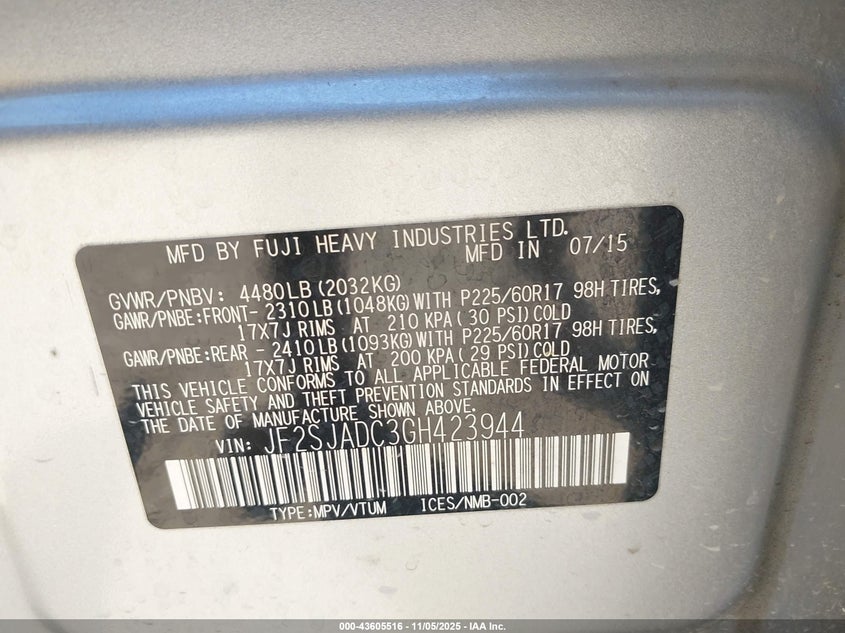 MFD BY FUJI HEAVY INDUSTRIES LTD.
MFD IN 07/15
GVWR/PNBV: 4480LB(2032KG)
GAWR/PNBE:FRONT- 2310LB(1048KG)WITH P225/60R17 98H TIRES,
17X7J RIMS AT 210 KPA( 30 PSI)COLD
GAWR/PNBE:REAR - 2410LB(1093KG)WITH P225/60R17 98H TIRES,
17X7J RIMS AT 200 KPA( 29 PSI)COLD
THIS VEHICLE CONFORMS TO ALL APPLICABLE FEDERAL MOTOR
VEHICLE SAFETY AND THEFT PREVENTION STANDARDS IN EFFECT ON
THE DATE OF MANUFACTURE SHOWN ABOVE.
VIN: JF2SJADC3GH423944
TYPE:MPV/VTUM ICES/NMB-002
000-43605516 - 11/05/2025 - IAA Inc.